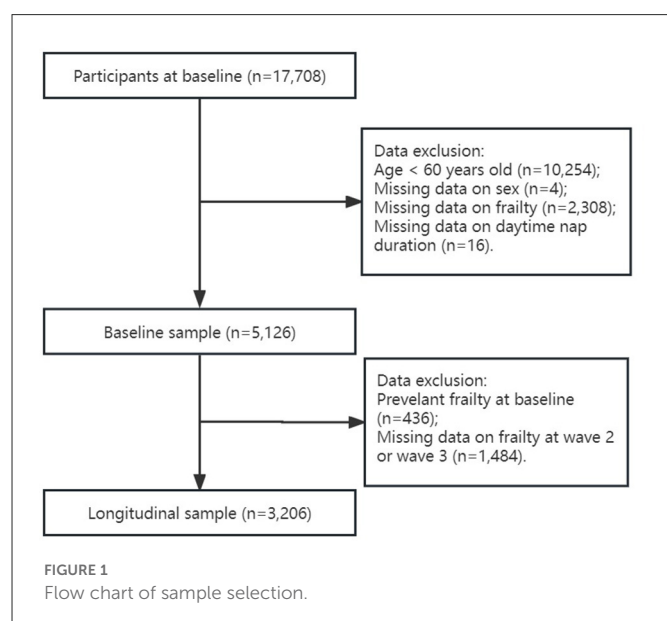 Participants at baseline (n=17,708)
Data exclusion:
Age < 60 years old (n=10,254);
Missing data on sex (n=4);
Missing data on frailty (n=2,308);
Missing data on daytime nap
duration (n=16).
Baseline sample (n=5,126)
Data exclusion:
Prevelant frailty at baseline
(n=436);
Missing data on frailty at wave 2
or wave 3 (n=1,484).
Longitudinal sample (n=3,206)
FIGURE 1
Flow chart of sample selection.